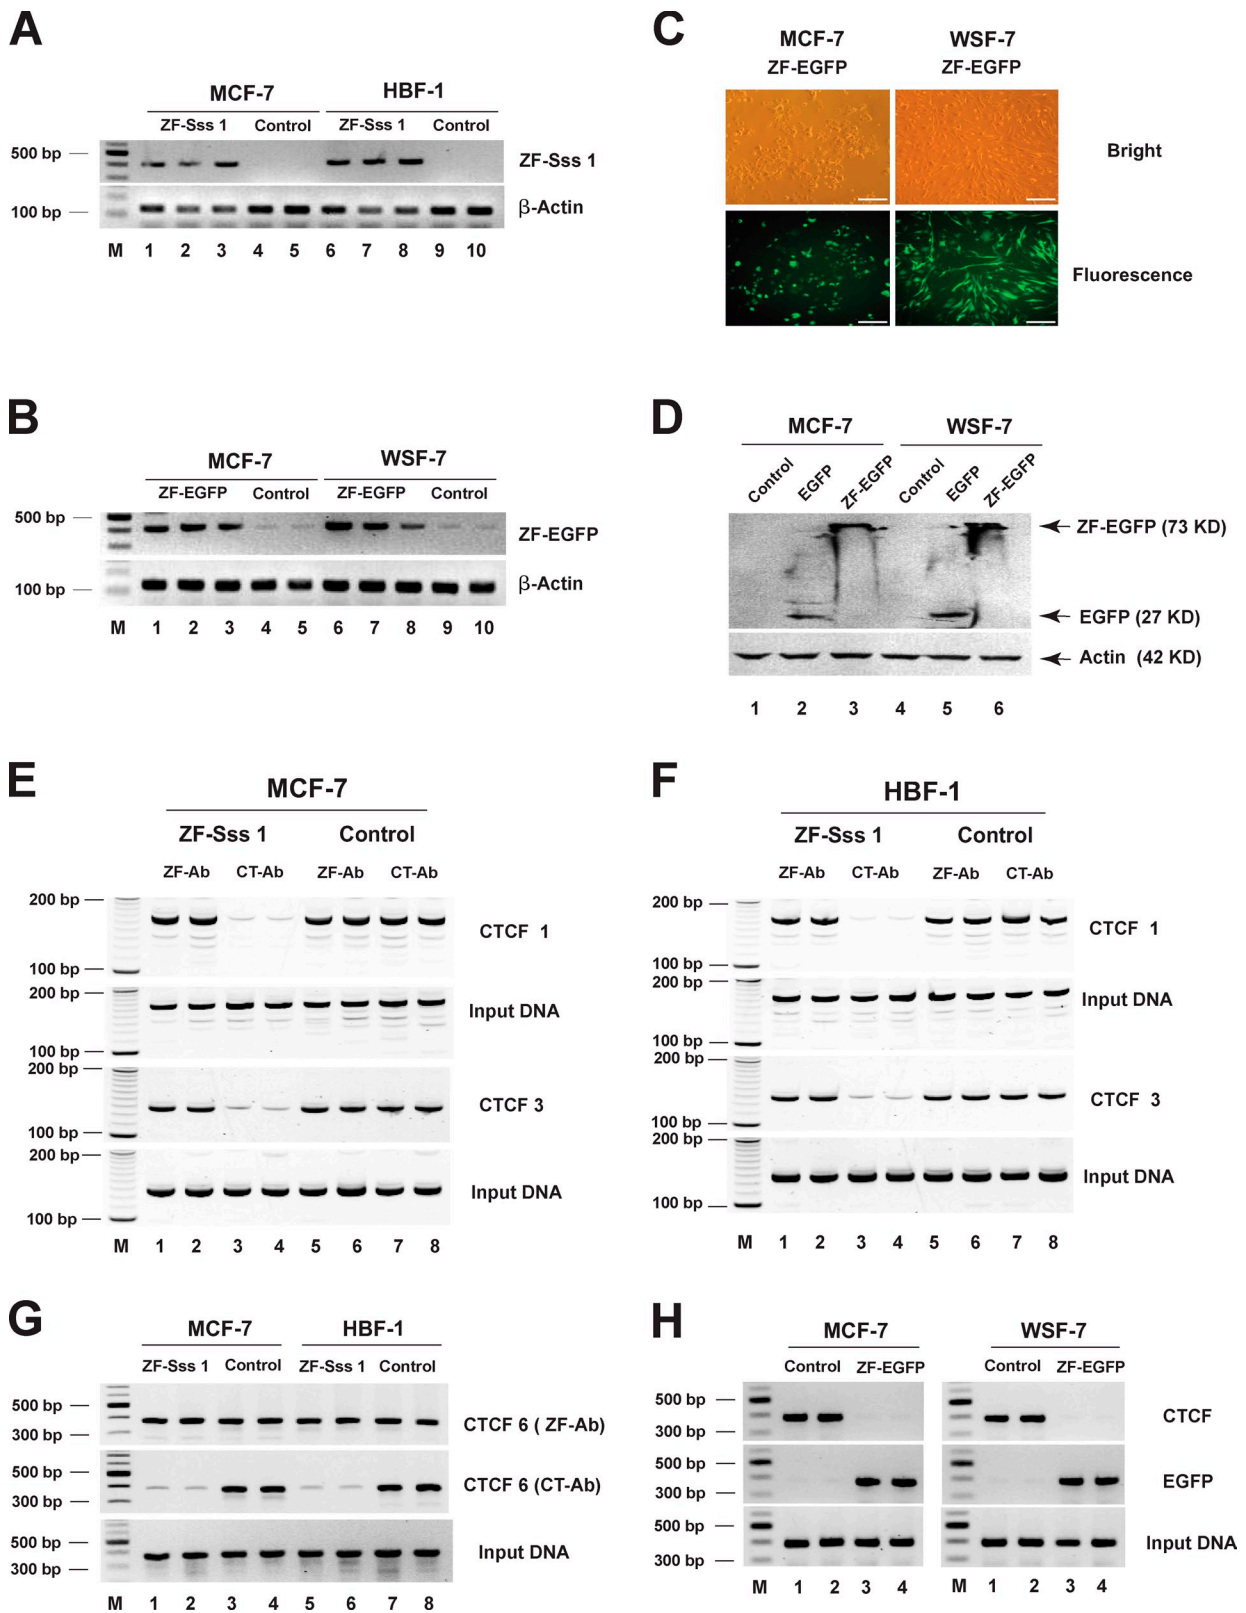 A
MCF-7 HBF-1
ZF-Sss 1 Control ZF-Sss 1 Control
500 bp ZF-Sss 1
100 bp β-Actin
M 1 2 3 4 5 6 7 8 9 10
B
MCF-7 WSF-7
ZF-EGFP Control ZF-EGFP Control
500 bp ZF-EGFP
100 bp β-Actin
M 1 2 3 4 5 6 7 8 9 10
C
MCF-7 WSF-7
ZF-EGFP ZF-EGFP
Bright
Fluorescence
D
MCF-7 WSF-7
Control EGFP ZF-EGFP Control EGFP ZF-EGFP
ZF-EGFP (73 KD)
EGFP (27 KD)
Actin (42 KD)
1 2 3 4 5 6
E
MCF-7
ZF-Sss 1 Control
ZF-Ab CT-Ab ZF-Ab CT-Ab
200 bp
CTCF 1
100 bp
200 bp
Input DNA
100 bp
200 bp
CTCF 3
100 bp
200 bp
Input DNA
100 bp
M 1 2 3 4 5 6 7 8
F
HBF-1
ZF-Sss 1 Control
ZF-Ab CT-Ab ZF-Ab CT-Ab
200 bp
CTCF 1
100 bp
200 bp
Input DNA
100 bp
200 bp
CTCF 3
100 bp
200 bp
Input DNA
100 bp
M 1 2 3 4 5 6 7 8
G
MCF-7 HBF-1
ZF-Sss 1 Control ZF-Sss 1 Control
500 bp
CTCF 6 ( ZF-Ab)
300 bp
500 bp
CTCF 6 (CT-Ab)
300 bp
500 bp
Input DNA
300 bp
M 1 2 3 4 5 6 7 8
H
MCF-7 WSF-7
Control ZF-EGFP Control ZF-EGFP
500 bp
CTCF
300 bp
500 bp
EGFP
300 bp
500 bp
Input DNA
300 bp
M 1 2 3 4 M 1 2 3 4